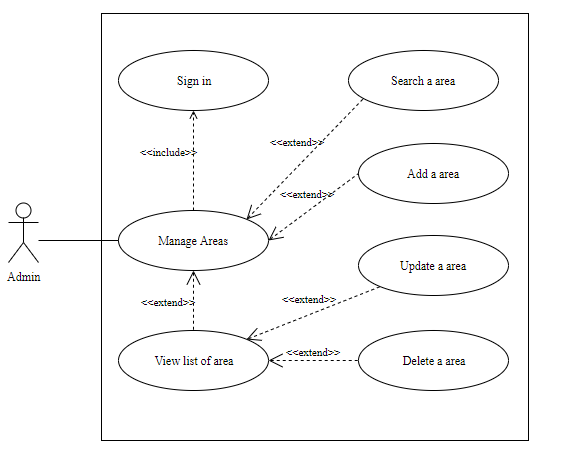 Sign in
Search a area
<<extend>>
<<include>>
Add a area
<<extend>>
Manage Areas
Admin
Update a area
<<extend>>
<<extend>>
View list of area
<<extend>>
Delete a area